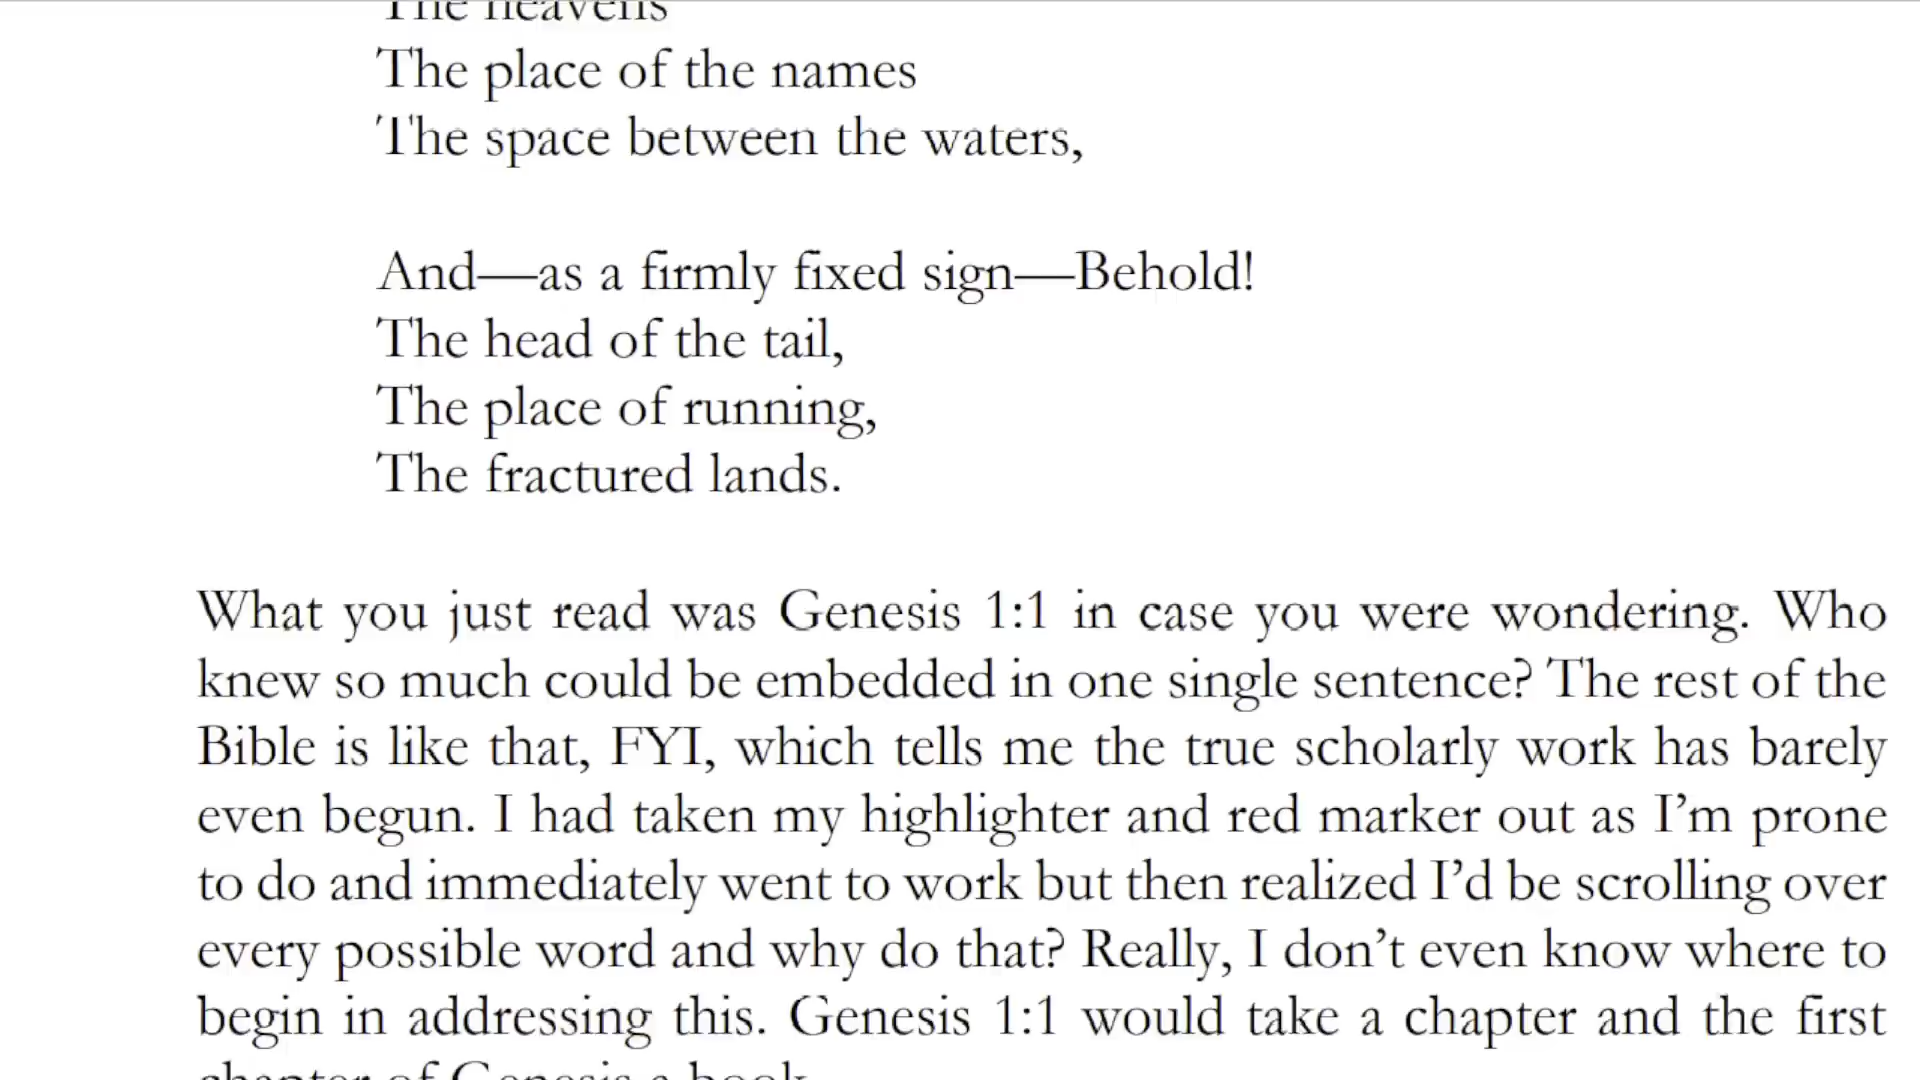 The heavens
The place of the names
The space between the waters,
And—as a firmly fixed sign—Behold!
The head of the tail,
The place of running,
The fractured lands.
What you just read was Genesis 1:1 in case you were wondering. Who
knew so much could be embedded in one single sentence? The rest of the
Bible is like that, FYI, which tells me the true scholarly work has barely
even begun. I had taken my highlighter and red marker out as I’m prone
to do and immediately went to work but then realized I’d be scrolling over
every possible word and why do that? Really, I don’t even know where to
begin in addressing this. Genesis 1:1 would take a chapter and the first
chapter of Genesis a book.